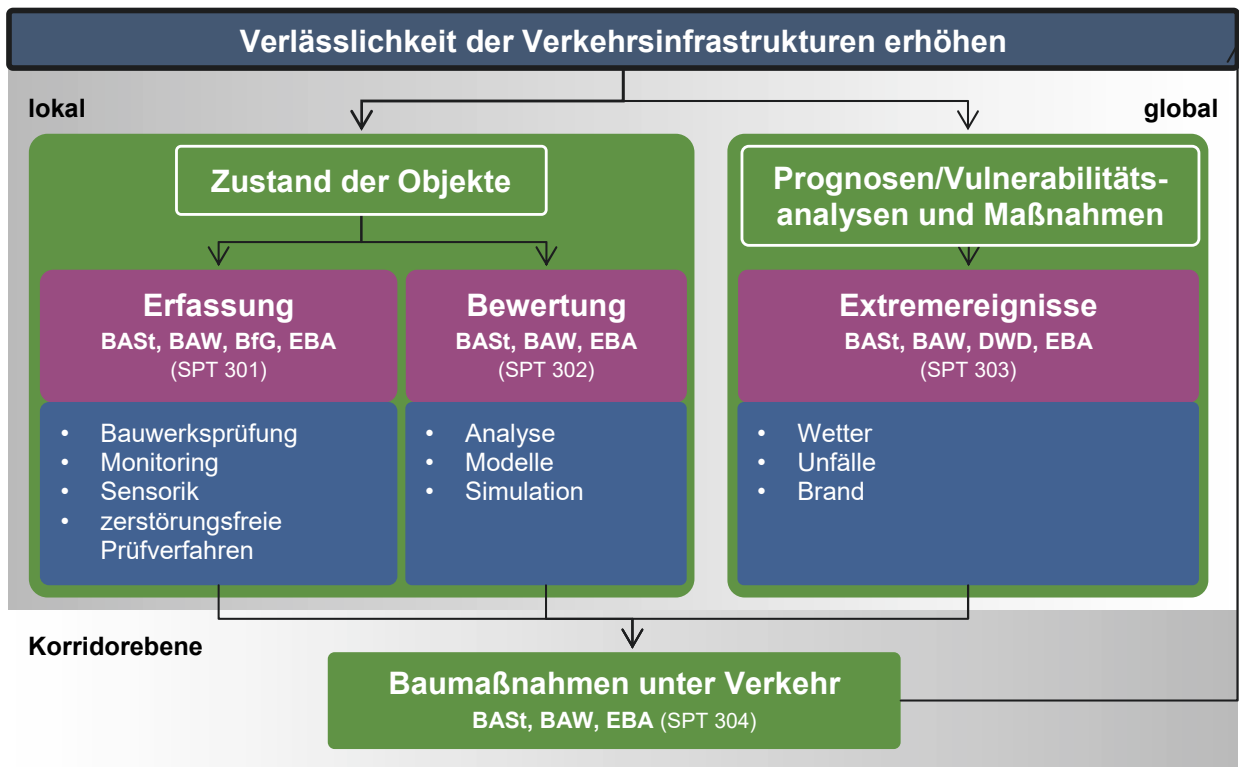 Verlässlichkeit der Verkehrsinfrastrukturen erhöhen
lokal
global
Zustand der Objekte
Prognosen/Vulnerabilitäts-
analysen und Maßnahmen
Erfassung
BASt, BAW, BfG, EBA
(SPT 301)
Bewertung
BASt, BAW, EBA
(SPT 302)
Extremereignisse
BASt, BAW, DWD, EBA
(SPT 303)
• Bauwerksprüfung
• Monitoring
• Sensorik
• zerstörungsfreie
Prüfverfahren
• Analyse
• Modelle
• Simulation
• Wetter
• Unfälle
• Brand
Korridorebene
Baumaßnahmen unter Verkehr
BASt, BAW, EBA (SPT 304)